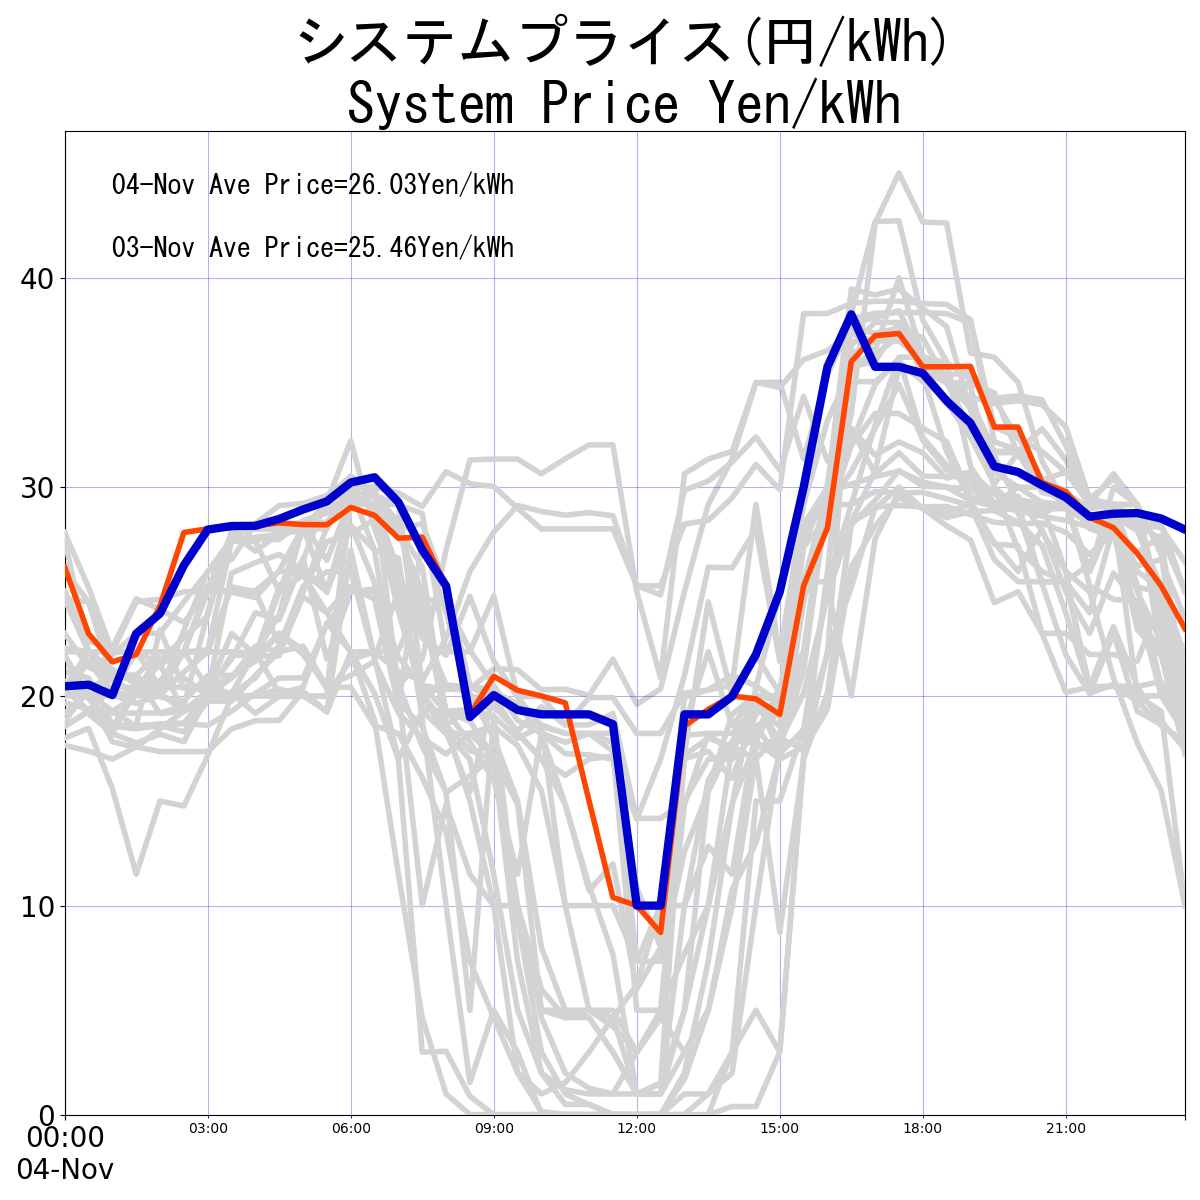 システムプライス(円/kWh)
System Price Yen/kWh
04-Nov Ave Price=26.03Yen/kWh
03-Nov Ave Price=25.46Yen/kWh
40
30
20
10
0
00:00 03:00 06:00 09:00 12:00 15:00 18:00 21:00
04-Nov